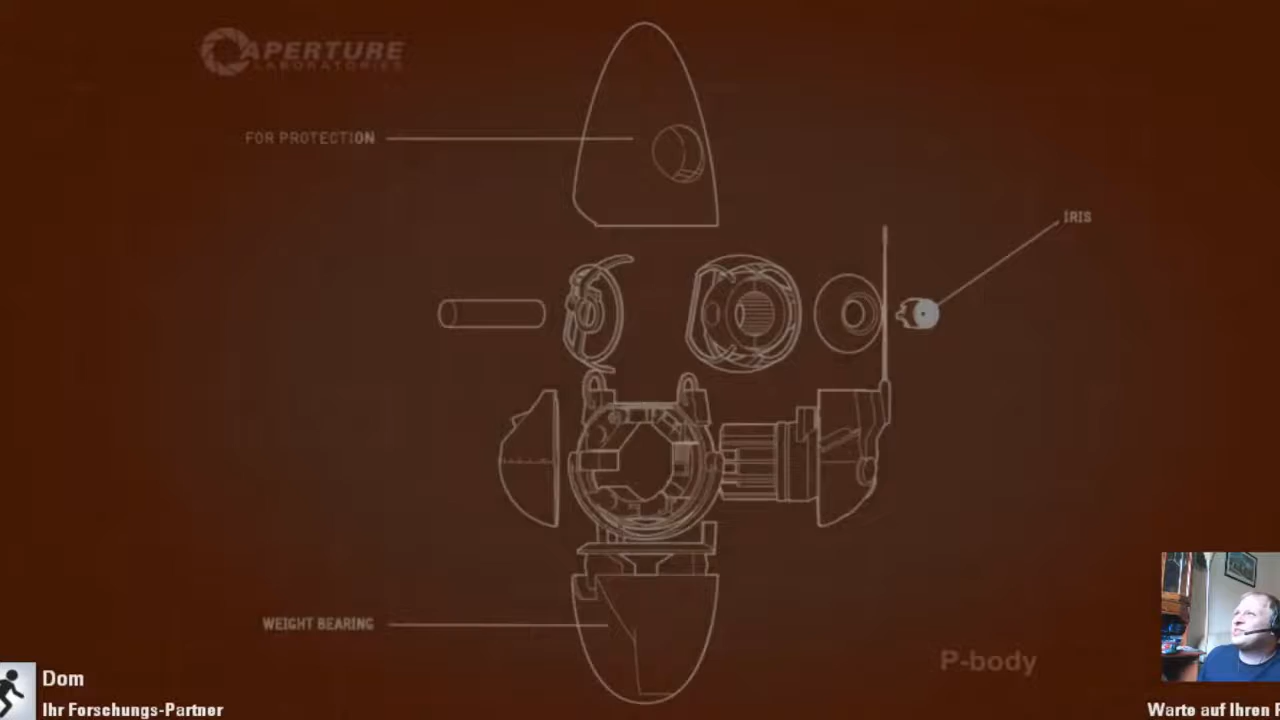 APERTURE
LABORATORIES
FOR PROTECTION
IRIS
WEIGHT BEARING
P-body
Dom
Ihr Forschungs-Partner
Warte auf Ihren